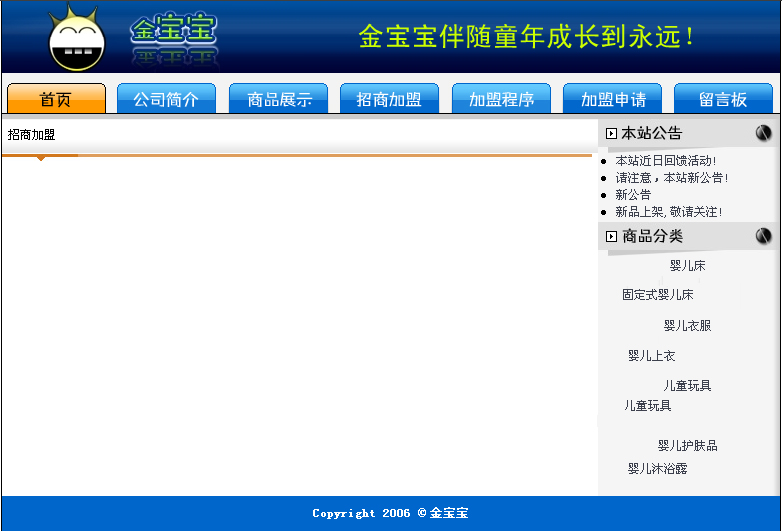 金宝宝
金宝宝伴随童年成长到永远!
首页 公司简介 商品展示 招商加盟 加盟程序 加盟申请 留言板
招商加盟
本站公告
本站近日回馈活动!
请注意，本站新公告!
新公告
新品上架,敬请关注!
商品分类
婴儿床
固定式婴儿床
婴儿衣服
婴儿上衣
儿童玩具
儿童玩具
婴儿护肤品
婴儿沐浴露
Copyright 2006 © 金宝宝